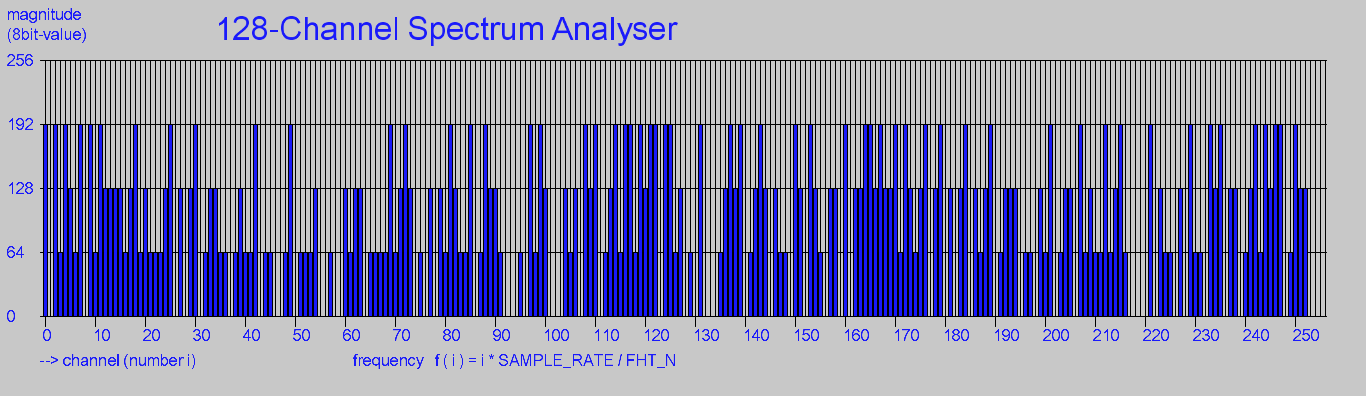 magnitude
(8bit-value)
128-Channel Spectrum Analyser
256
192
128
64
0
0 10 20 30 40 50 60 70 80 90 100 110 120 130 140 150 160 170 180 190 200 210 220 230 240 250
--> channel (number i) frequency f ( i ) = i * SAMPLE_RATE / FHT_N